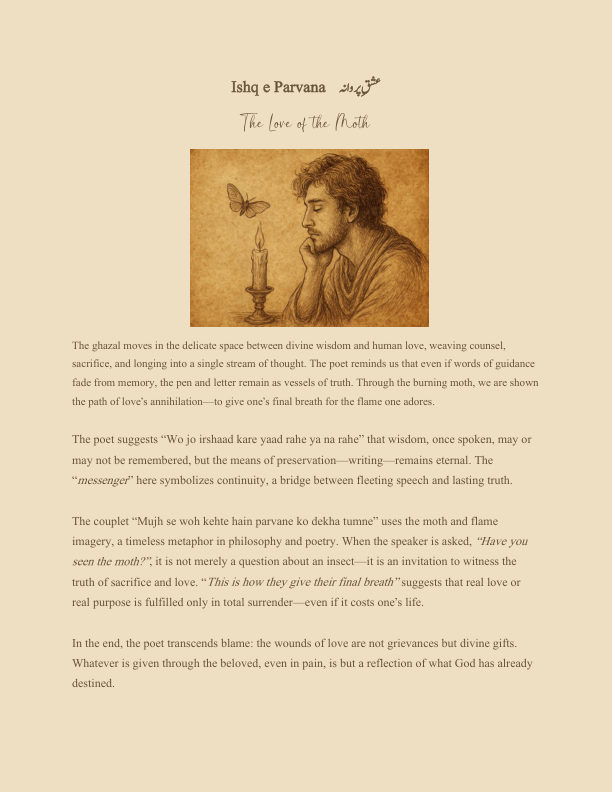 Ishq e Parvana عشقِ پروانہ
The Love of the Moth
The ghazal moves in the delicate space between divine wisdom and human love, weaving counsel,
sacrifice, and longing into a single stream of thought. The poet reminds us that even if words of guidance
fade from memory, the pen and letter remain as vessels of truth. Through the burning moth, we are shown
the path of love’s annihilation—to give one’s final breath for the flame one adores.
The poet suggests “Wo jo irshaad kare yaad rahe ya na rahe” that wisdom, once spoken, may or
may not be remembered, but the means of preservation—writing—remains eternal. The
“messenger” here symbolizes continuity, a bridge between fleeting speech and lasting truth.
The couplet “Mujh se woh kehte hain parvane ko dekha tumne” uses the moth and flame
imagery, a timeless metaphor in philosophy and poetry. When the speaker is asked, “Have you
seen the moth?”, it is not merely a question about an insect—it is an invitation to witness the
truth of sacrifice and love. “This is how they give their final breath” suggests that real love or
real purpose is fulfilled only in total surrender—even if it costs one’s life.
In the end, the poet transcends blame: the wounds of love are not grievances but divine gifts.
Whatever is given through the beloved, even in pain, is but a reflection of what God has already
destined.